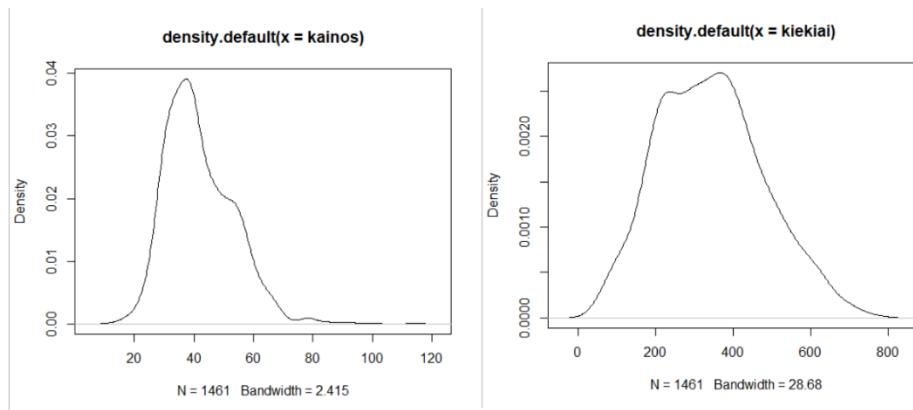 density.default(x = kainos)
0.04
0.03
0.02
0.01
0.00
Density
20 40 60 80 100 120
N = 1461 Bandwidth = 2.415
density.default(x = kiekiai)
0.0020
0.0010
0.0000
Density
0 200 400 600 800
N = 1461 Bandwidth = 28.68